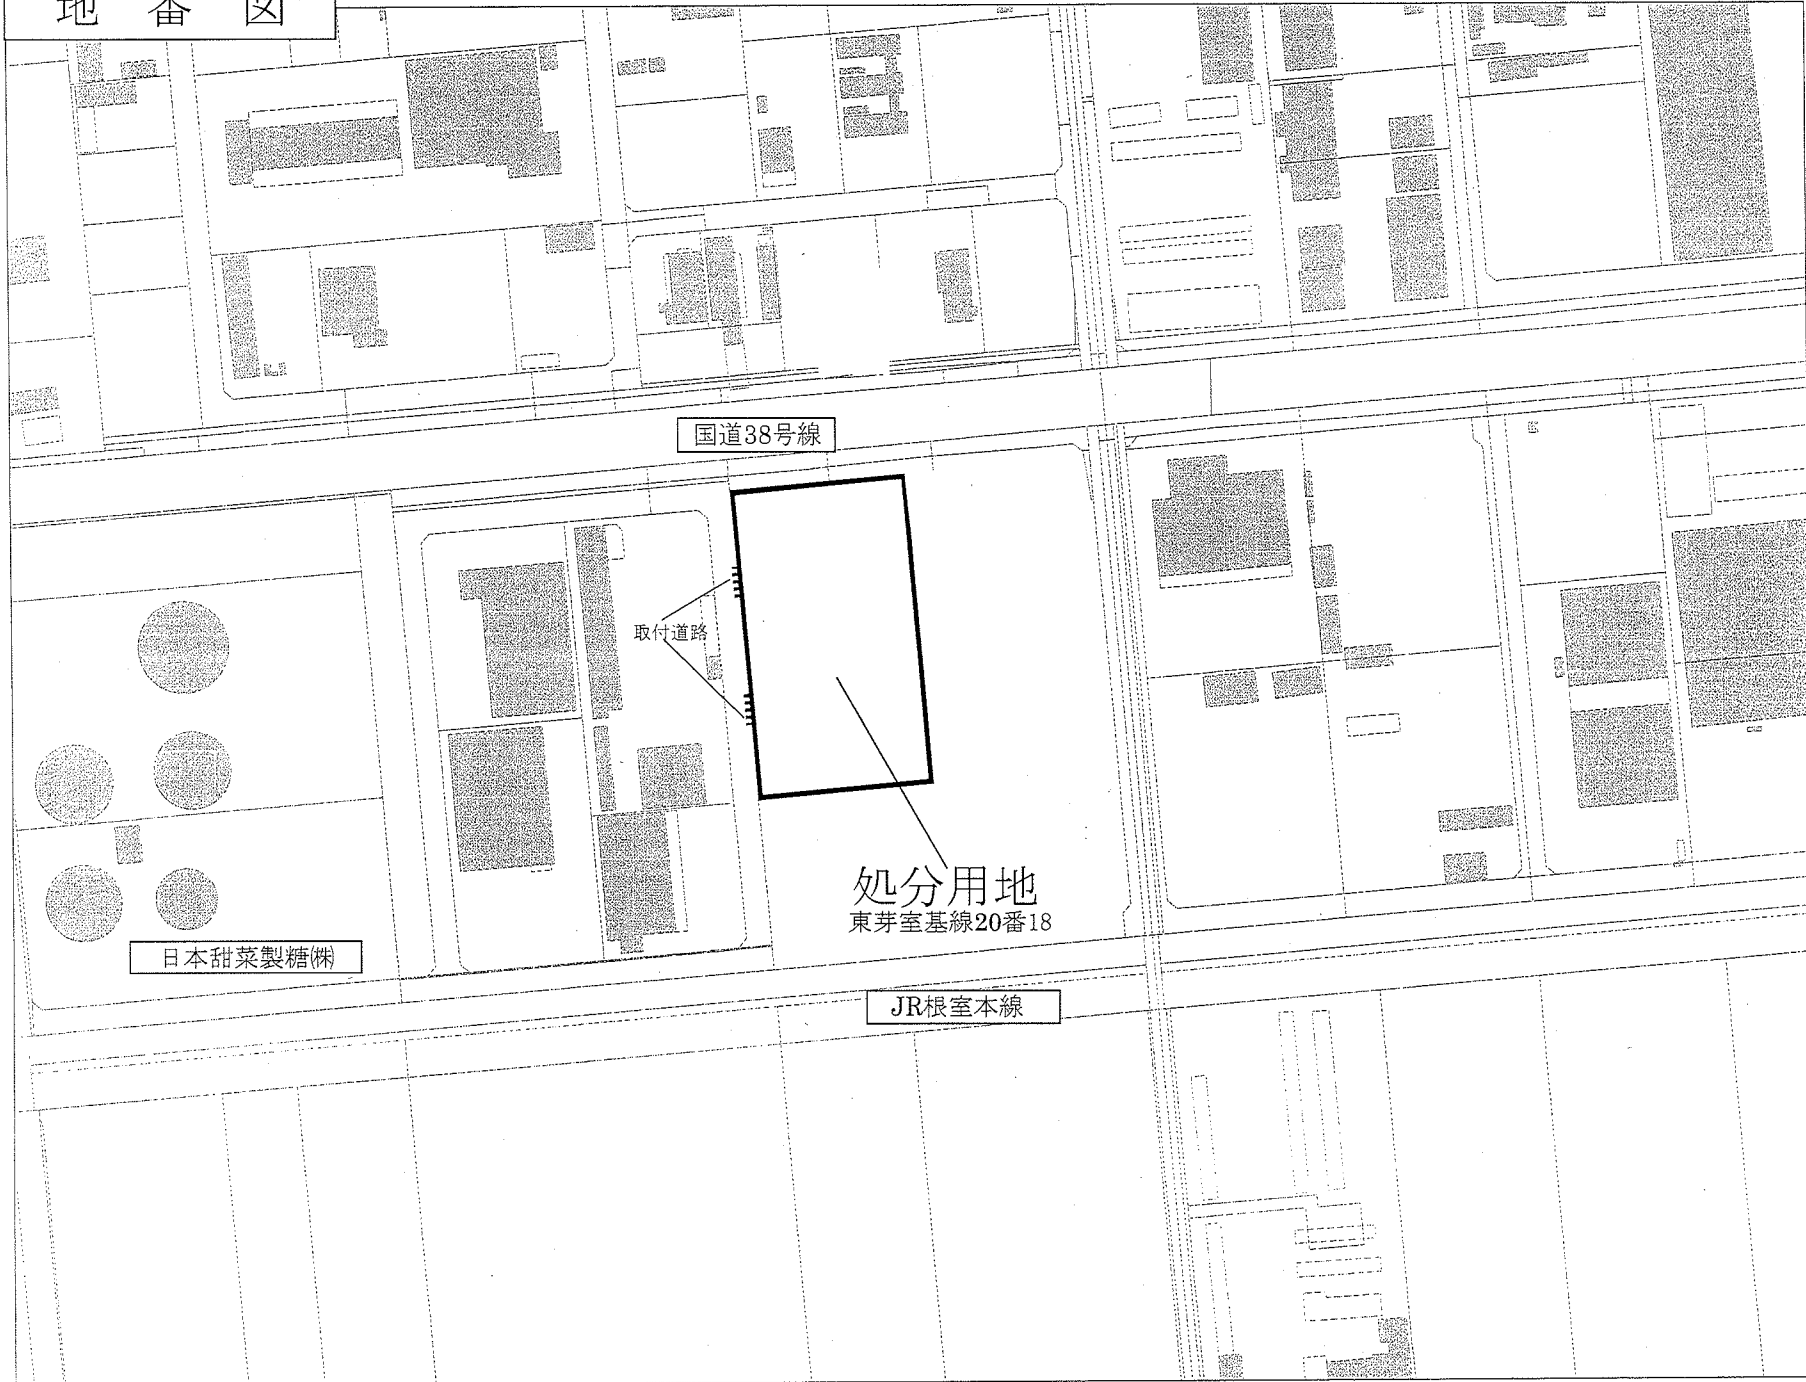 地番図
国道38号線
取付道路
処分用地
東芽室基線20番18
日本甜菜製糖㈱
JR根室本線